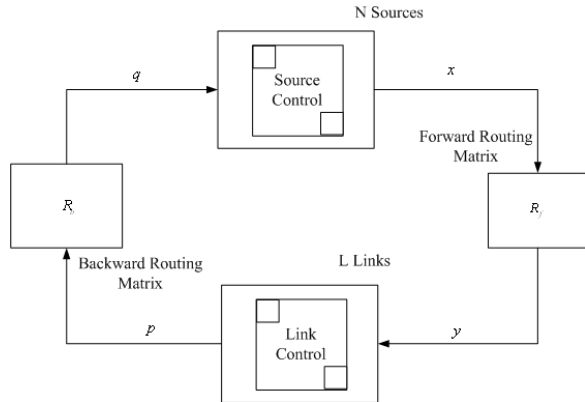 N Sources
q
Source
Control
x
Forward Routing
Matrix
R_b
R_f
Backward Routing
Matrix
L Links
Link
Control
p
y